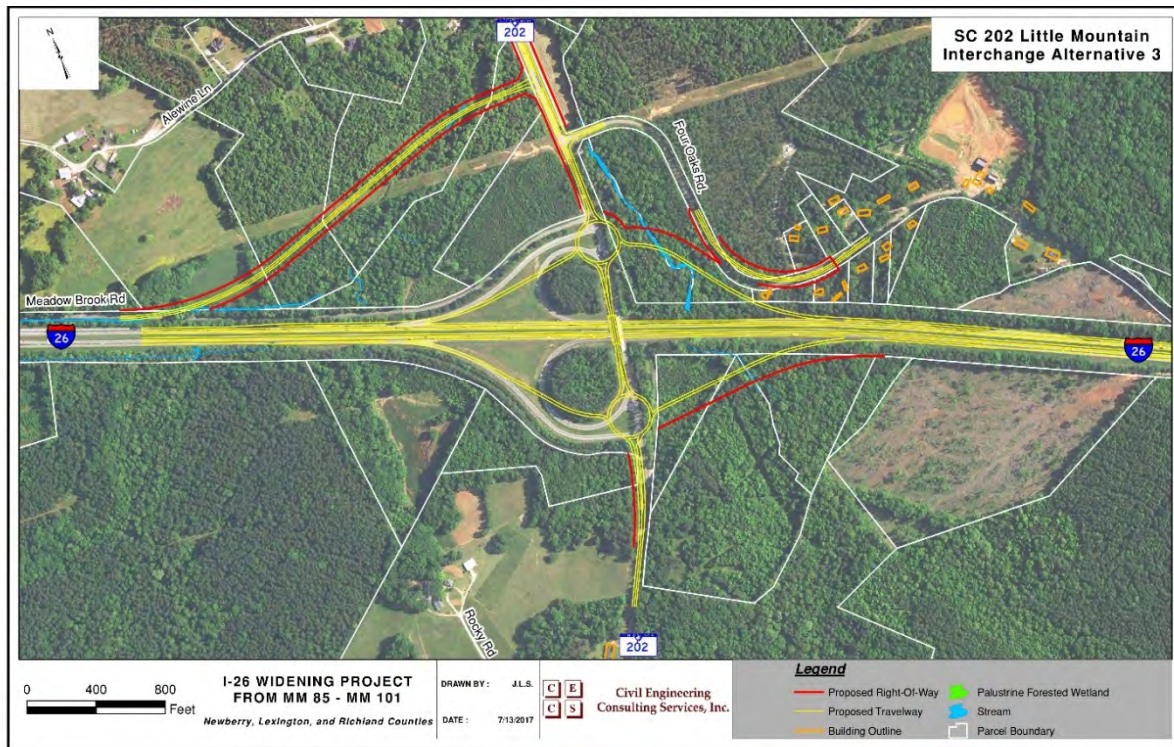 202
SC 202 Little Mountain
Interchange Alternative 3
N
Alewine Ln
Four Oaks Rd.
Meadow Brook Rd
26
26
Rocky Rd
202
0 400 800
Feet
I-26 WIDENING PROJECT
FROM MM 85 - MM 101
Newberry, Lexington, and Richland Counties
DRAWN BY : J.L.S.
DATE : 7/13/2017
C E
C S
Civil Engineering
Consulting Services, Inc.
Legend
Proposed Right-Of-Way
Proposed Travelway
Building Outline
Palustrine Forested Wetland
Stream
Parcel Boundary